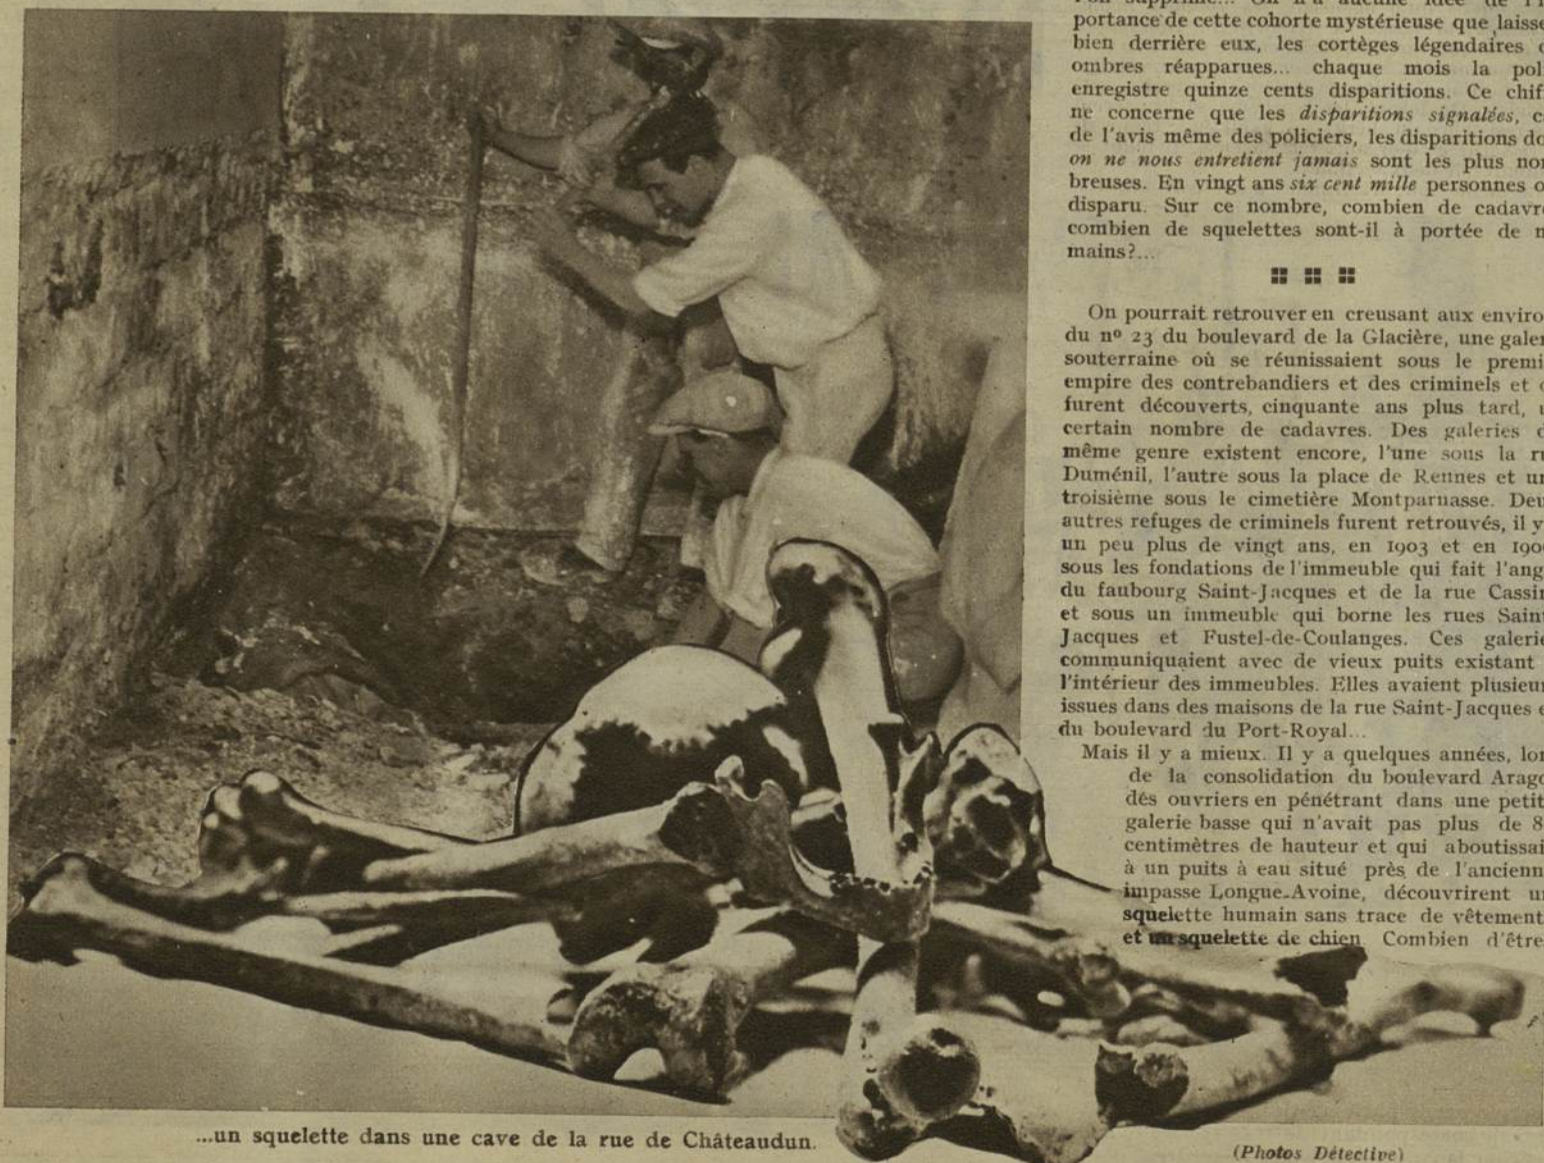 portance de cette cohorte mystérieuse que laisse
bien derrière eux, les cortèges légendaires
ombres réapparues... chaque mois la
enregistre quinze cents disparitions. Ce
ne concerne que les disparitions signalées,
de l'avis même des policiers, les disparitions
on ne nous entretient jamais sont les plus
breuses. En vingt ans six cent mille personnes
disparu. Sur ce nombre, combien de
combien de squelettes sont-il à portée de
mains?...
On pourrait retrouver en creusant aux
du nº 23 du boulevard de la Glacière, une
souterraine où se réunissaient sous le
empire des contrebandiers et des criminels et
furent découverts, cinquante ans plus tard,
certain nombre de cadavres. Des galeries
même genre existent encore, l'une sous la
Duménil, l'autre sous la place de Rennes et
troisième sous le cimetière Montparnasse.
autres refuges de criminels furent retrouvés, il y
un peu plus de vingt ans, en 1903 et en
sous les fondations de l'immeuble qui fait
du faubourg Saint-Jacques et de la rue
et sous un immeuble qui borne les rues
Jacques et Fustel-de-Coulanges. Ces
communiquaient avec de vieux puits existant
l'intérieur des immeubles. Elles avaient
issues dans des maisons de la rue Saint-Jacques
du boulevard du Port-Royal...
Mais il y a mieux. Il y a quelques années,
de la consolidation du boulevard
des ouvriers en pénétrant dans une
galerie basse qui n'avait pas plus de
centimètres de hauteur et qui
à un puits à eau situé près de
impasse Longue-Avoine, découvrirent
squelette humain sans trace de
et un squelette de chien. Combien
...un squelette dans une cave de la rue de Châteaudun.
(Photos Détective)